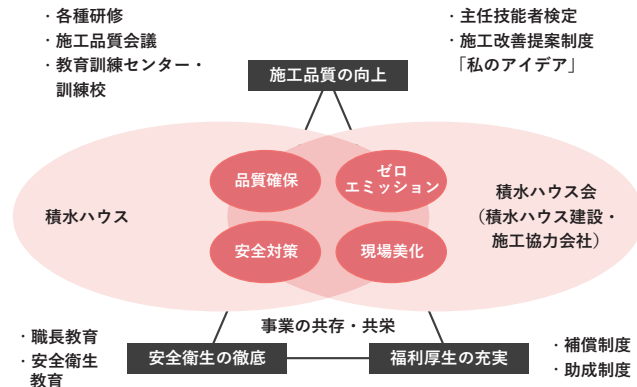 ・各種研修
・施工品質会議
・教育訓練センター・
訓練校
・主任技能者検定
・施工改善提案制度
「私のアイデア」
施工品質の向上
品質確保
ゼロ
エミッション
積水ハウス
積水ハウス会
（積水ハウス建設・
施工協力会社）
安全対策
現場美化
事業の共存・共栄
・職長教育
・安全衛生
教育
安全衛生の徹底
福利厚生の充実
・補償制度
・助成制度